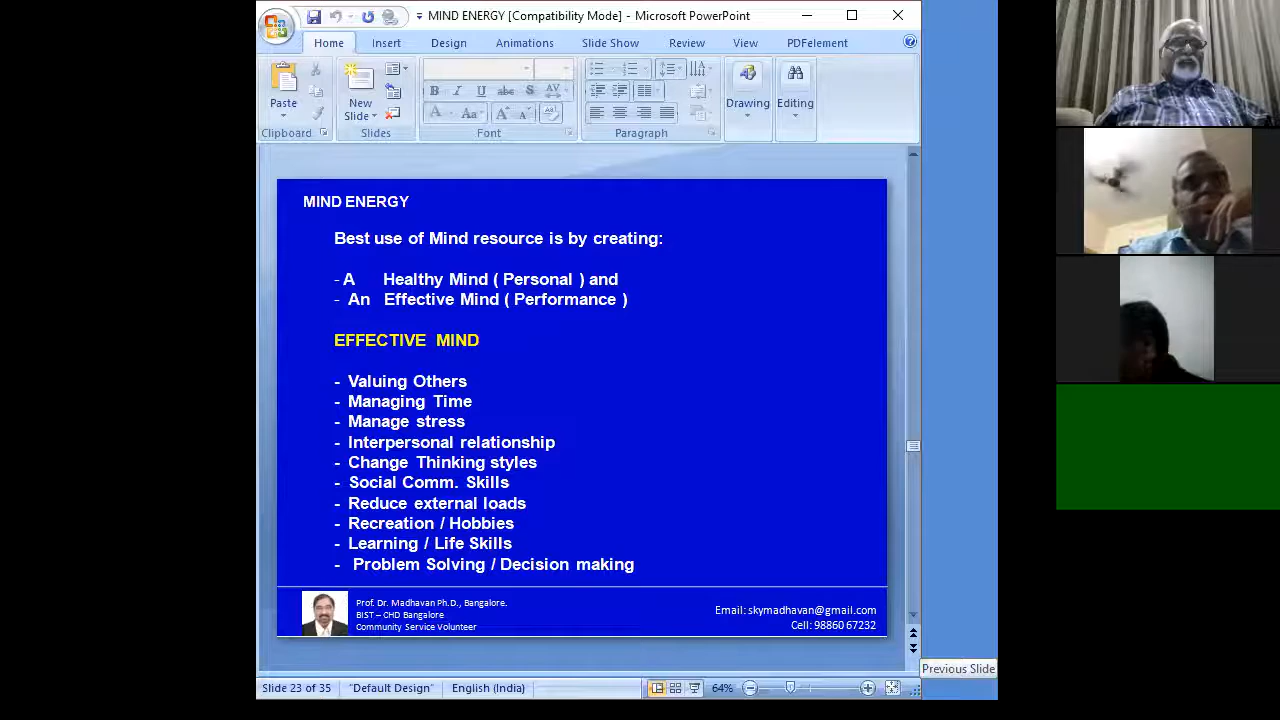 MIND ENERGY [Compatibility Mode] - Microsoft PowerPoint
Home Insert Design Animations Slide Show Review View PDFelement
Paste
New Slide
Drawing
Editing
Clipboard Slides Font Paragraph
MIND ENERGY
Best use of Mind resource is by creating:
- A Healthy Mind ( Personal ) and
- An Effective Mind ( Performance )
EFFECTIVE MIND
- Valuing Others
- Managing Time
- Manage stress
- Interpersonal relationship
- Change Thinking styles
- Social Comm. Skills
- Reduce external loads
- Recreation / Hobbies
- Learning / Life Skills
- Problem Solving / Decision making
Prof. Dr. Madhavan Ph.D., Bangalore.
BIST – CHD Bangalore
Community Service Volunteer
Email: skymadhavan@gmail.com
Cell: 98860 67232
Previous Slide
Slide 23 of 35 "Default Design" English (India) 64%